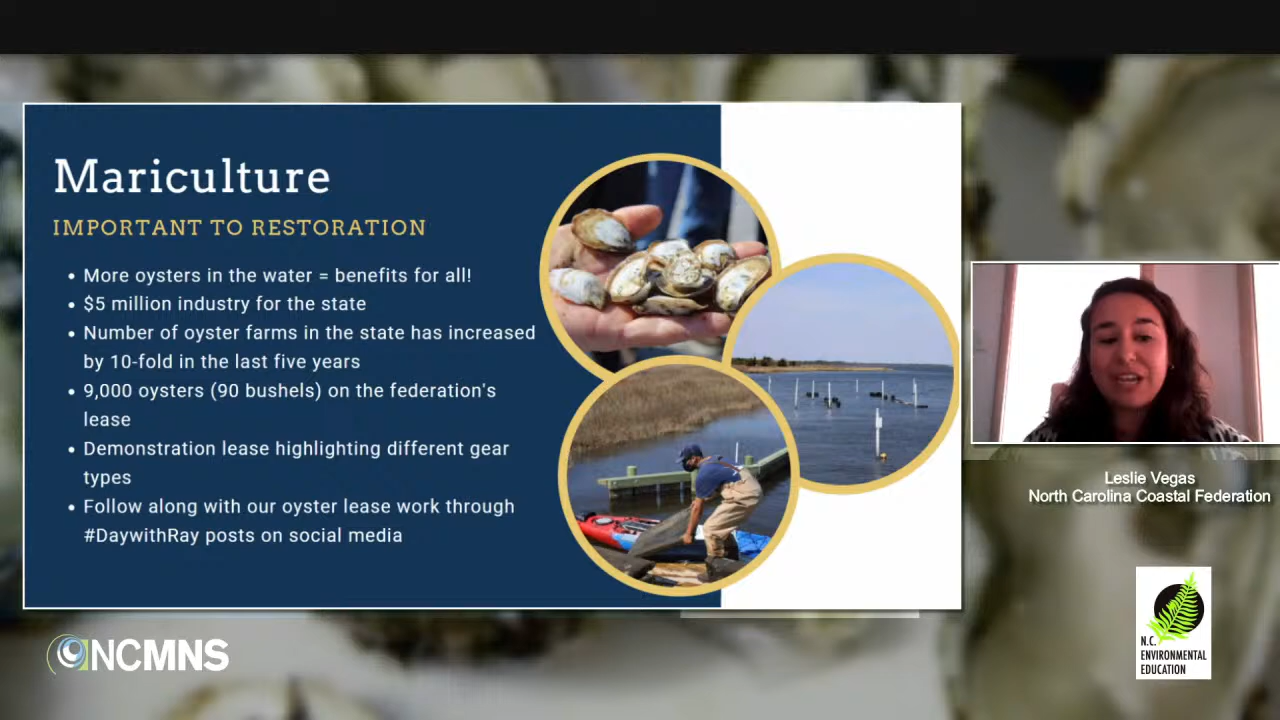 Mariculture
IMPORTANT TO RESTORATION
• More oysters in the water = benefits for all!
• $5 million industry for the state
• Number of oyster farms in the state has increased
by 10-fold in the last five years
• 9,000 oysters (90 bushels) on the federation's
lease
• Demonstration lease highlighting different gear
types
• Follow along with our oyster lease work through
#DaywithRay posts on social media
Leslie Vegas
North Carolina Coastal Federation
NCMNS
N.C.
ENVIRONMENTAL
EDUCATION